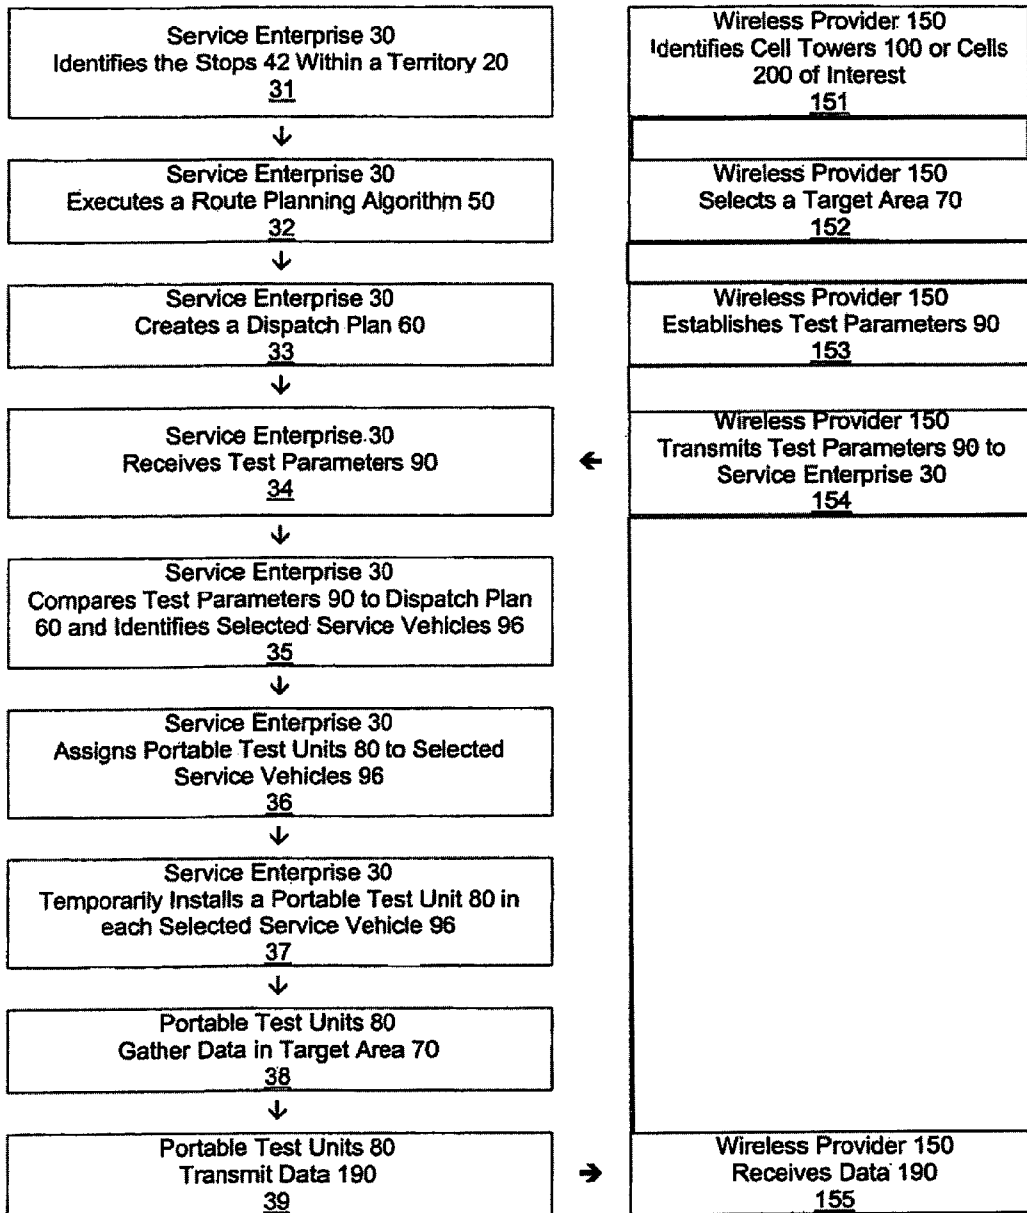 Service Enterprise 30
Identifies the Stops 42 Within a Territory 20
31
Service Enterprise 30
Executes a Route Planning Algorithm 50
32
Service Enterprise 30
Creates a Dispatch Plan 60
33
Service Enterprise 30
Receives Test Parameters 90
34
Service Enterprise 30
Compares Test Parameters 90 to Dispatch Plan
60 and Identifies Selected Service Vehicles 96
35
Service Enterprise 30
Assigns Portable Test Units 80 to Selected
Service Vehicles 96
36
Service Enterprise 30
Temporarily Installs a Portable Test Unit 80 in
each Selected Service Vehicle 96
37
Portable Test Units 80
Gather Data in Target Area 70
38
Portable Test Units 80
Transmit Data 190
39
Wireless Provider 150
Identifies Cell Towers 100 or Cells
200 of Interest
151
Wireless Provider 150
Selects a Target Area 70
152
Wireless Provider 150
Establishes Test Parameters 90
153
Wireless Provider 150
Transmits Test Parameters 90 to
Service Enterprise 30
154
Wireless Provider 150
Receives Data 190
155